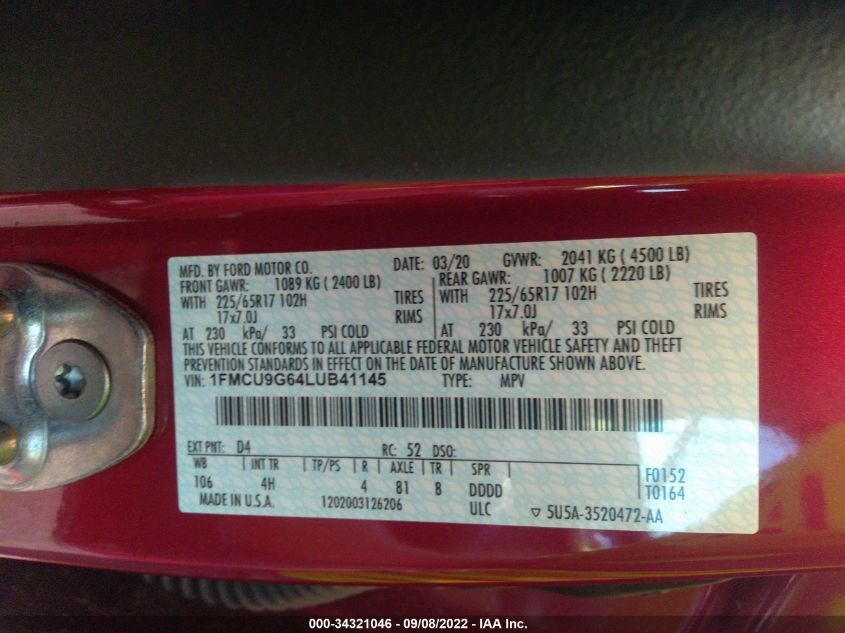 MFD. BY FORD MOTOR CO. DATE: 03/20 GVWR: 2041 KG ( 4500 LB)
FRONT GAWR: 1089 KG ( 2400 LB) REAR GAWR: 1007 KG ( 2220 LB)
WITH 225/65R17 102H TIRES WITH 225/65R17 102H TIRES
17x7.0J RIMS 17x7.0J RIMS
AT 230 kPa/ 33 PSI COLD AT 230 kPa/ 33 PSI COLD
THIS VEHICLE CONFORMS TO ALL APPLICABLE FEDERAL MOTOR VEHICLE SAFETY AND THEFT
PREVENTION STANDARDS IN EFFECT ON THE DATE OF MANUFACTURE SHOWN ABOVE.
VIN: 1FMCU9G64LUB41145 TYPE: MPV
EXT PNT: D4 RC: 52 DSO:
WB INT TR TP/PS R AXLE TR SPR F0152
106 4H 4 81 8 DDDD T0164
MADE IN U.S.A. 1202003126206 ULC ▽ 5U5A-3520472-AA
000-34321046 - 09/08/2022 - IAA Inc.